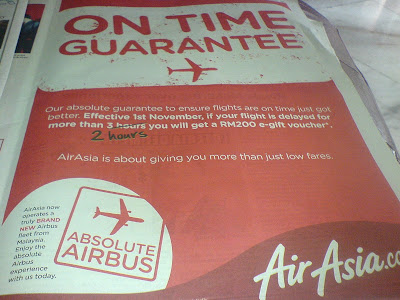 ON TIME
GUARANTEE
Our absolute guarantee to ensure flights are on time just got
better. Effective 1st November, if your flight is delayed for
more than 3 hours you will get a RM200 e-gift voucher*.
2 hours
AirAsia is about giving you more than just low fares.
AirAsia now
operates a
truly BRAND
NEW Airbus
fleet from
Malaysia.
Enjoy the
absolute
Airbus
experience
with us today.
ABSOLUTE
AIRBUS
AirAsia.co